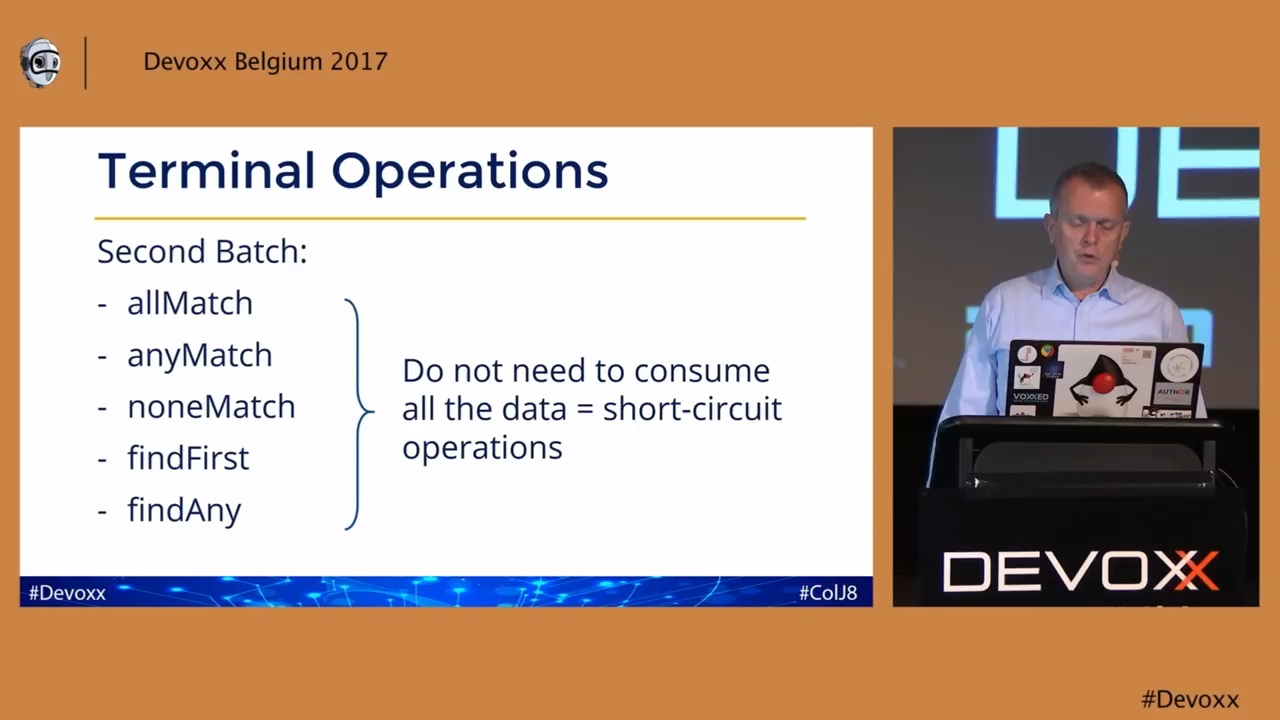 Devoxx Belgium 2017
Terminal Operations
Second Batch:
- allMatch
- anyMatch
- noneMatch
- findFirst
- findAny
Do not need to consume
all the data = short-circuit
operations
#Devoxx
#ColJ8
DE
VOXXED
AUTHOR
DEVOXX
#Devoxx